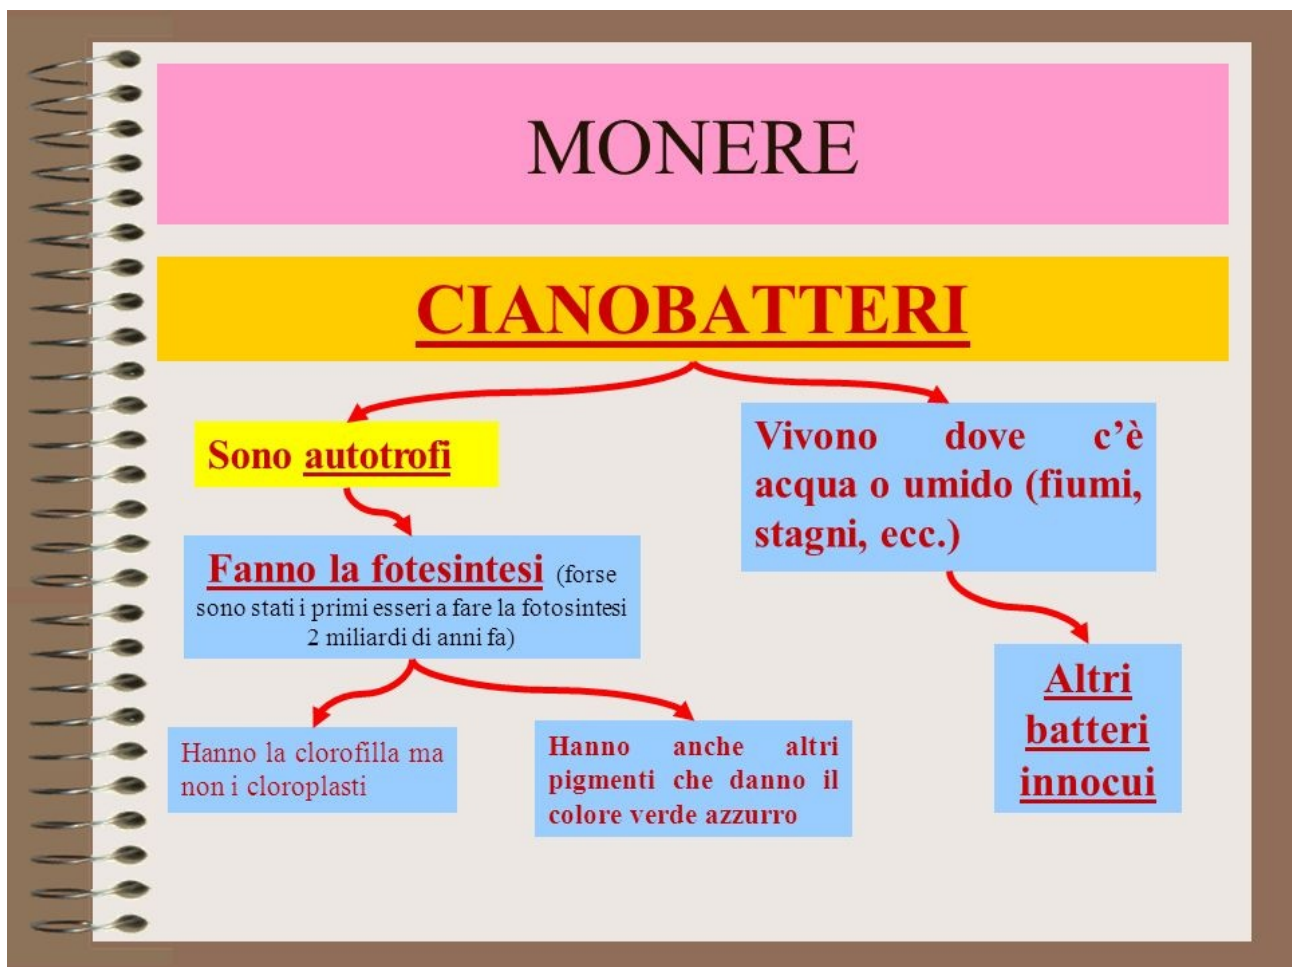 MONERE
CIANOBATTERI
Sono autotrofi
Vivono dove c’è
acqua o umido (fiumi,
stagni, ecc.)
Fanno la fotesintesi (forse
sono stati i primi esseri a fare la fotosintesi
2 miliardi di anni fa)
Altri
batteri
innocui
Hanno la clorofilla ma
non i cloroplasti
Hanno anche altri
pigmenti che danno il
colore verde azzurro